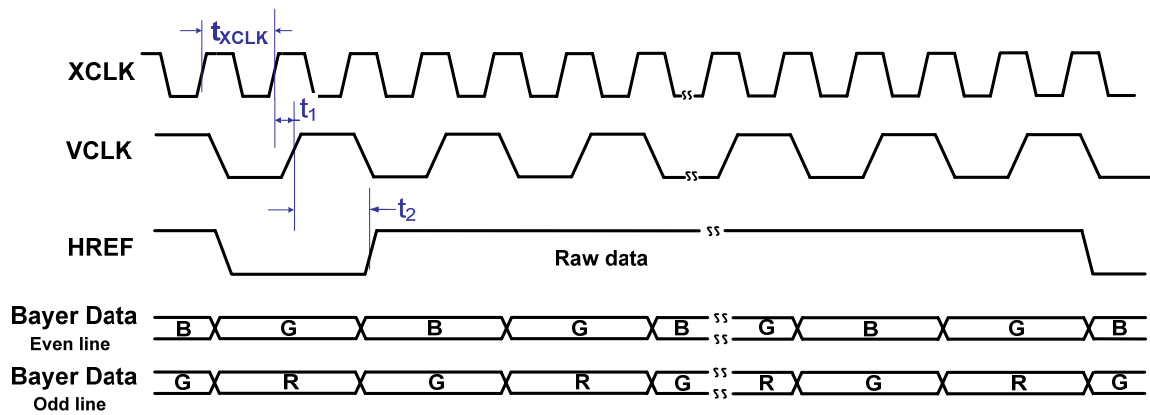 tXCLK
XCLK
t1
VCLK
t2
HREF
Raw data
Bayer Data
Even line
B G B G B G B G B
Bayer Data
Odd line
G R G R G R G R G